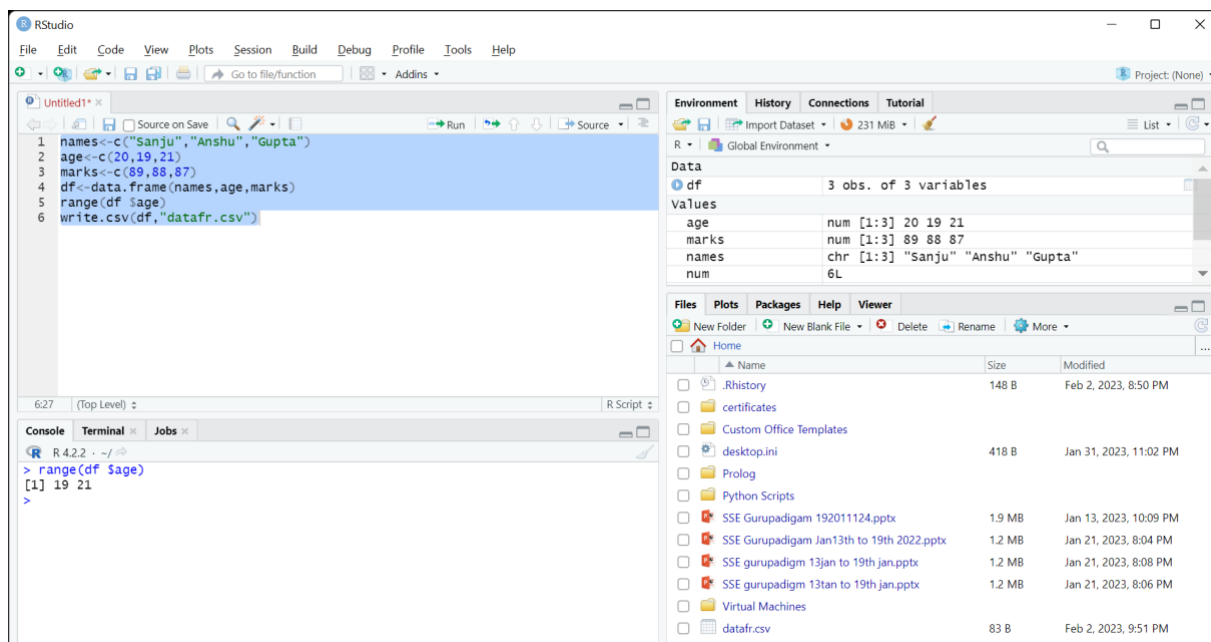 RStudio
File Edit Code View Plots Session Build Debug Profile Tools Help
Go to file/function Addins Project: (None)
Untitled1*
Source on Save Run Source
1 names<-c("Sanju","Anshu","Gupta")
2 age<-c(20,19,21)
3 marks<-c(89,88,87)
4 df<-data.frame(names,age,marks)
5 range(df $age)
6 write.csv(df,"datafr.csv")
6:27 (Top Level) R Script
Console Terminal Jobs
R 4.2.2 · ~/
> range(df $age)
[1] 19 21
>
Environment History Connections Tutorial
Import Dataset 231 MiB List
R Global Environment
Data
df 3 obs. of 3 variables
Values
age num [1:3] 20 19 21
marks num [1:3] 89 88 87
names chr [1:3] "Sanju" "Anshu" "Gupta"
num 6L
Files Plots Packages Help Viewer
New Folder New Blank File Delete Rename More
Home ...
Name Size Modified
.Rhistory 148 B Feb 2, 2023, 8:50 PM
certificates
Custom Office Templates
desktop.ini 418 B Jan 31, 2023, 11:02 PM
Prolog
Python Scripts
SSE Gurupadigam 192011124.pptx 1.9 MB Jan 13, 2023, 10:09 PM
SSE Gurupadigam Jan13th to 19th 2022.pptx 1.2 MB Jan 21, 2023, 8:04 PM
SSE gurupadigm 13jan to 19th jan.pptx 1.2 MB Jan 21, 2023, 8:08 PM
SSE gurupadigm 13tan to 19th jan.pptx 1.2 MB Jan 21, 2023, 8:06 PM
Virtual Machines
datafr.csv 83 B Feb 2, 2023, 9:51 PM